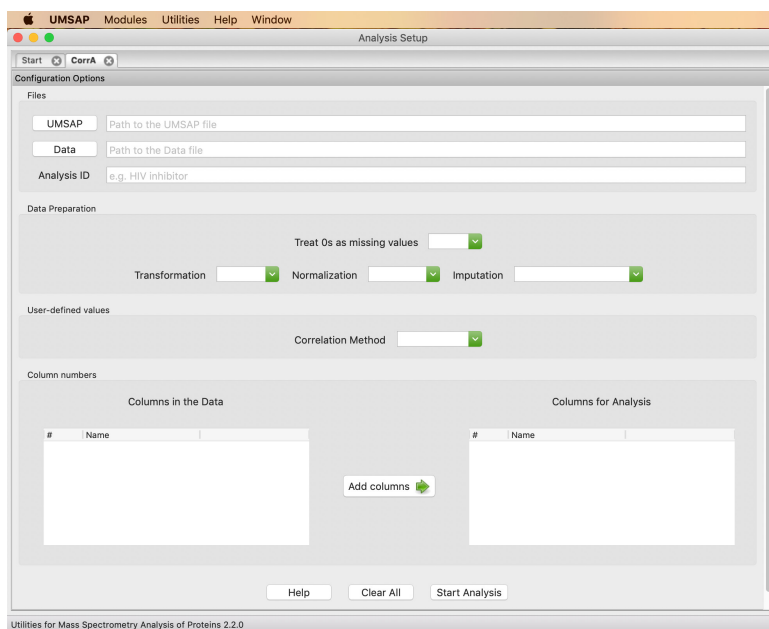 UMSAP Modules Utilities Help Window
Analysis Setup
Start CorrA
Configuration Options
Files
UMSAP Path to the UMSAP file
Data Path to the Data file
Analysis ID e.g. HIV inhibitor
Data Preparation
Treat 0s as missing values
Transformation Normalization Imputation
User-defined values
Correlation Method
Column numbers
Columns in the Data Columns for Analysis
# Name # Name
Add columns
Help Clear All Start Analysis
Utilities for Mass Spectrometry Analysis of Proteins 2.2.0